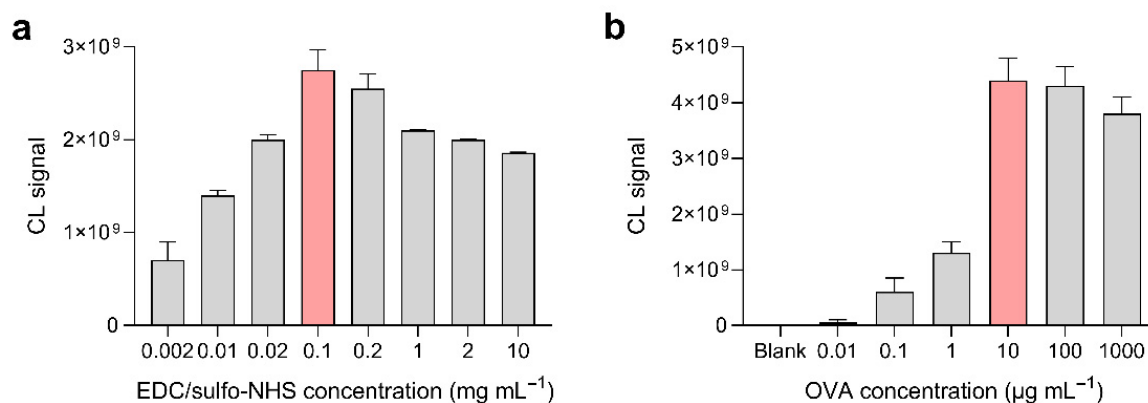 a
CL signal
3×10⁹
2×10⁹
1×10⁹
0
0.002 0.01 0.02 0.1 0.2 1 2 10
EDC/sulfo-NHS concentration (mg mL⁻¹)
b
CL signal
5×10⁹
4×10⁹
3×10⁹
2×10⁹
1×10⁹
0
Blank 0.01 0.1 1 10 100 1000
OVA concentration (μg mL⁻¹)